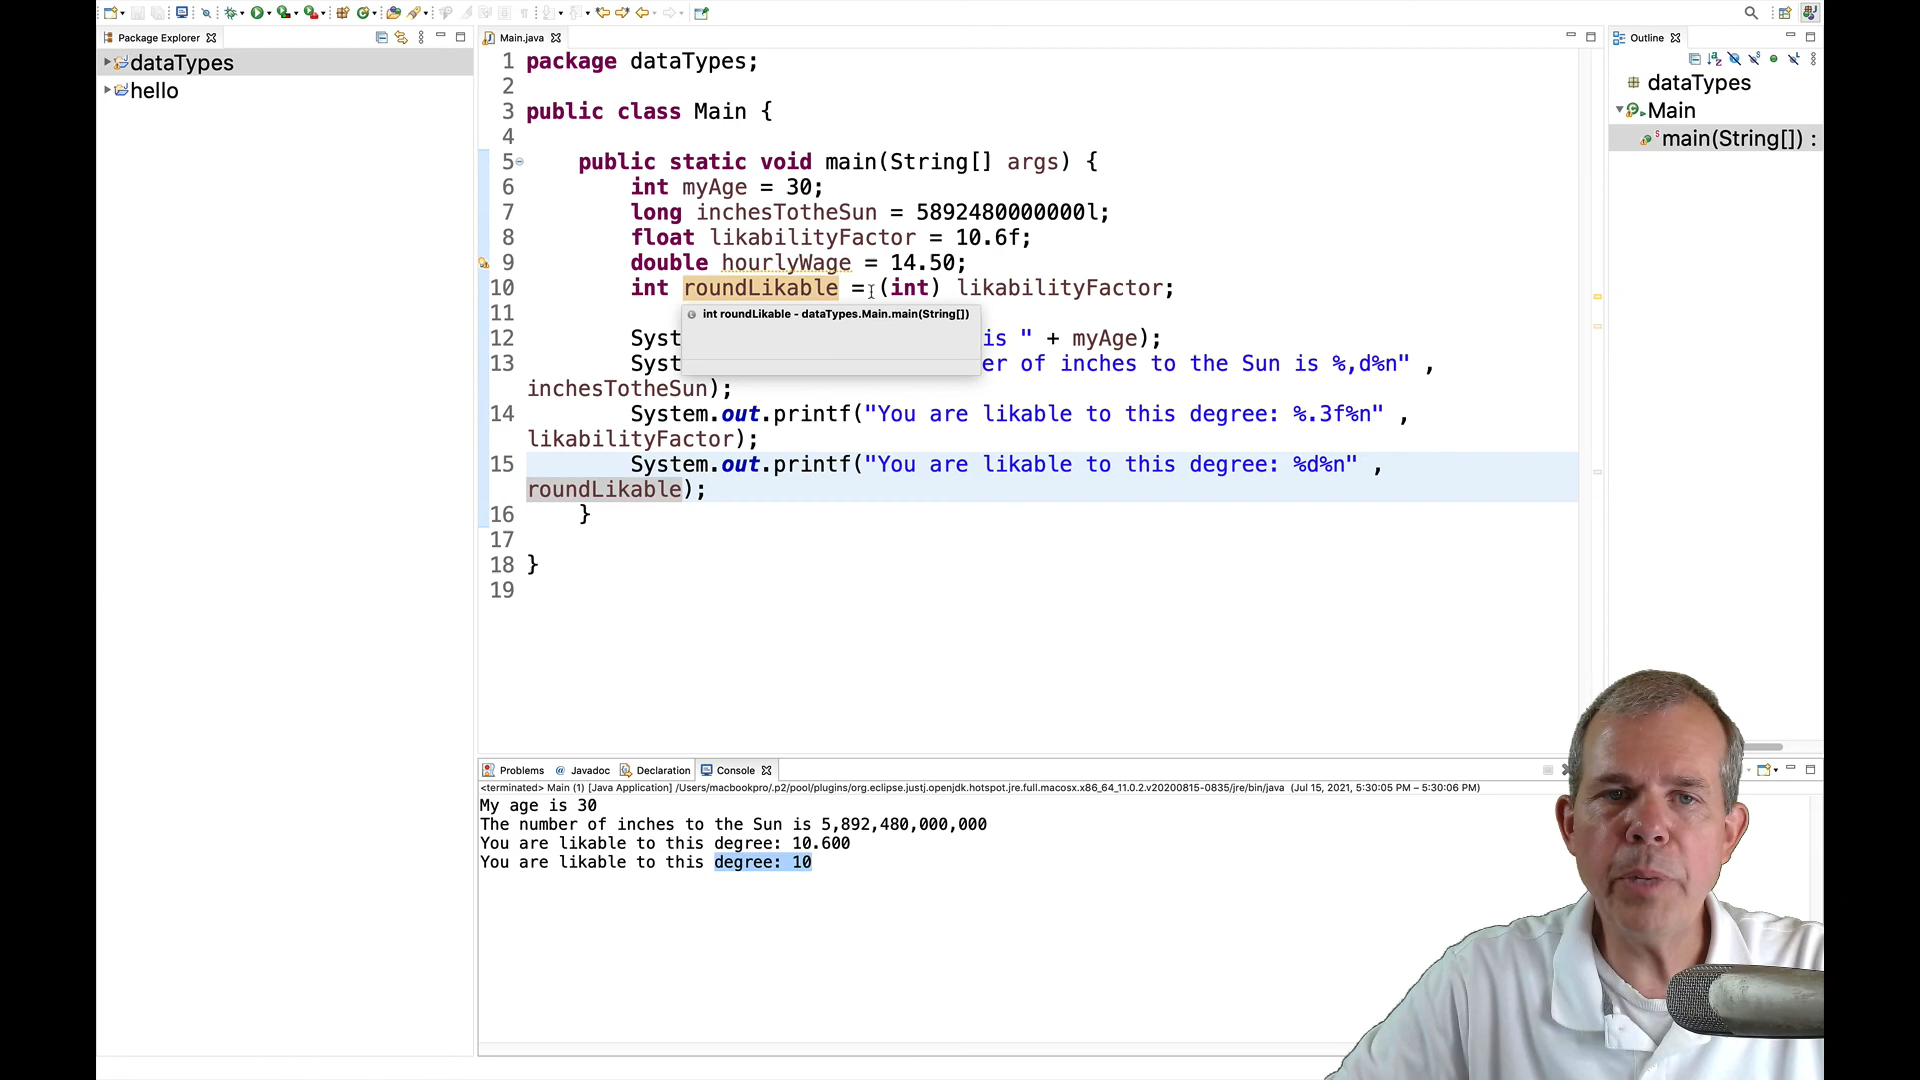 Package Explorer
dataTypes
hello
Main.java
1 package dataTypes;
2
3 public class Main {
4
5 public static void main(String[] args) {
6 int myAge = 30;
7 long inchesTotheSun = 5892480000000l;
8 float likabilityFactor = 10.6f;
9 double hourlyWage = 14.50;
10 int roundLikable = (int) likabilityFactor;
11
int roundLikable - dataTypes.Main.main(String[])
12 Syst is " + myAge);
13 Syst er of inches to the Sun is %,d%n" ,
inchesTotheSun);
14 System.out.printf("You are likable to this degree: %.3f%n" ,
likabilityFactor);
15 System.out.printf("You are likable to this degree: %d%n" ,
roundLikable);
16 }
17
18 }
19
Outline
dataTypes
Main
main(String[]) :
Problems @ Javadoc Declaration Console
<terminated> Main (1) [Java Application] /Users/macbookpro/.p2/pool/plugins/org.eclipse.justj.openjdk.hotspot.jre.full.macosx.x86_64_11.0.2.v20200815-0835/jre/bin/java (Jul 15, 2021, 5:30:05 PM – 5:30:06 PM)
My age is 30
The number of inches to the Sun is 5,892,480,000,000
You are likable to this degree: 10.600
You are likable to this degree: 10